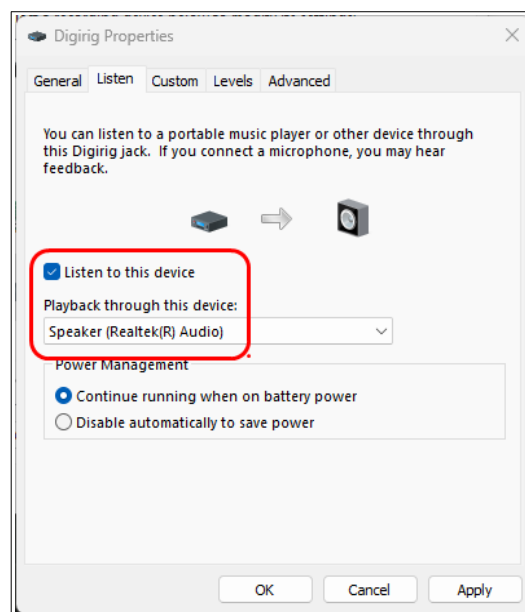 Digirig Properties
General Listen Custom Levels Advanced
You can listen to a portable music player or other device through
this Digirig jack. If you connect a microphone, you may hear
feedback.
Listen to this device
Playback through this device:
Speaker (Realtek(R) Audio)
Power Management
Continue running when on battery power
Disable automatically to save power
OK Cancel Apply